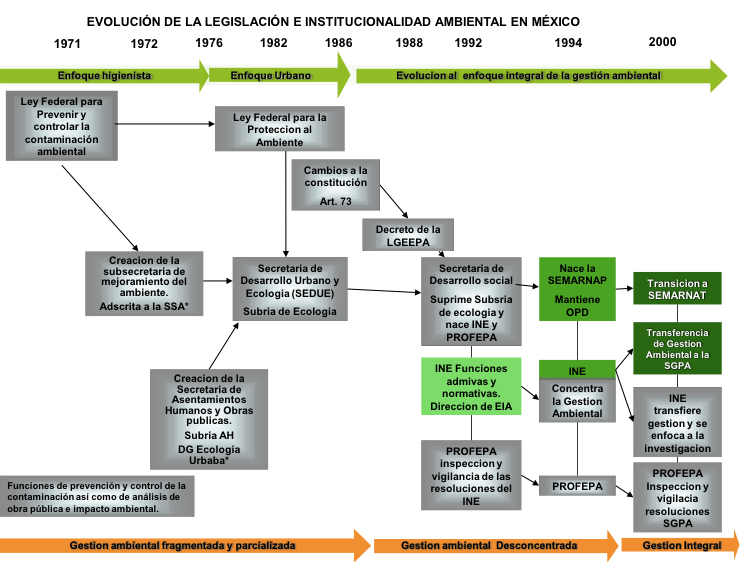 EVOLUCIÓN DE LA LEGISLACIÓN E INSTITUCIONALIDAD AMBIENTAL EN MÉXICO
1971 1972 1976 1982 1986 1988 1992 1994 2000
Enfoque higienista
Enfoque Urbano
Evolucion al enfoque integral de la gestión ambiental
Ley Federal para
Prevenir y
controlar la
contaminación
ambiental
Ley Federal para la
Proteccion al
Ambiente
Cambios a la
constitución
Art. 73
Decreto de la
LGEEPA
Creacion de la
subsecretaria de
mejoramiento del
ambiente.
Adscrita a la SSA*
Secretaria de
Desarrollo Urbano y
Ecologia (SEDUE)
Subria de Ecologia
Secretaria de
Desarrollo social
Suprime Subsria
de ecologia y
nace INE y
PROFEPA
Nace la
SEMARNAP
Mantiene
OPD
Transicion a
SEMARNAT
Transferencia
de Gestion
Ambiental a la
SGPA
INE Funciones
admivas y
normativas.
Direccion de EIA
INE
Concentra
la Gestion
Ambiental
INE
transfiere
gestion y se
enfoca a la
investigacion
Creacion de la
Secretaria de
Asentamientos
Humanos y Obras
publicas.
Subria AH
DG Ecologia
Urbaba*
PROFEPA
inspeccion y
vigilancia de las
resoluciones del
INE
PROFEPA
PROFEPA
Inspeccion y
vigilacia
resoluciones
SGPA
Funciones de prevención y control de la
contaminación así como de análisis de
obra pública e impacto ambiental.
Gestion ambiental fragmentada y parcializada
Gestion ambiental Desconcentrada
Gestion Integral